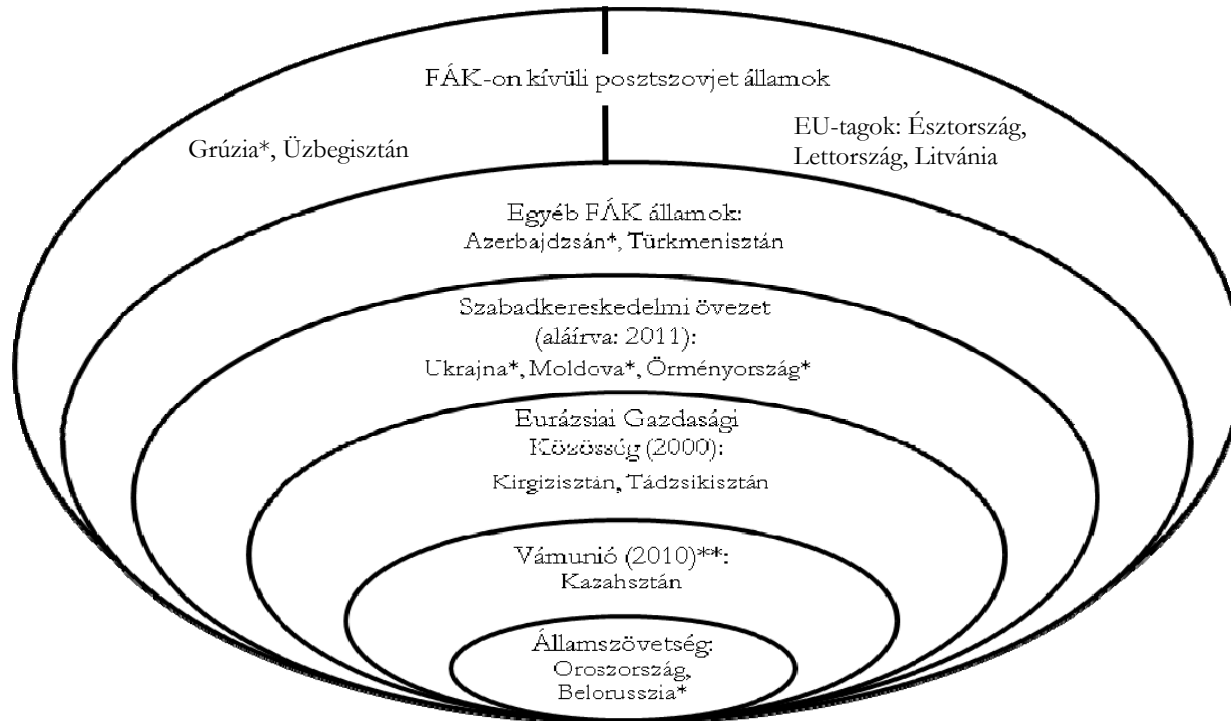 FÁK-on kívüli posztszovjet államok
Grúzia*, Üzbegisztán
EU-tagok: Észtország,
Lettország, Litvánia
Egyéb FÁK államok:
Azerbajdzsán*, Türkmenisztán
Szabadkereskedelmi övezet
(aláírva: 2011):
Ukrajna*, Moldova*, Örményország*
Eurázsiai Gazdasági
Közösség (2000):
Kirgizisztán, Tádzsikisztán
Vámunió (2010)**:
Kazahsztán
Államszövetség:
Oroszország,
Belorusszia*